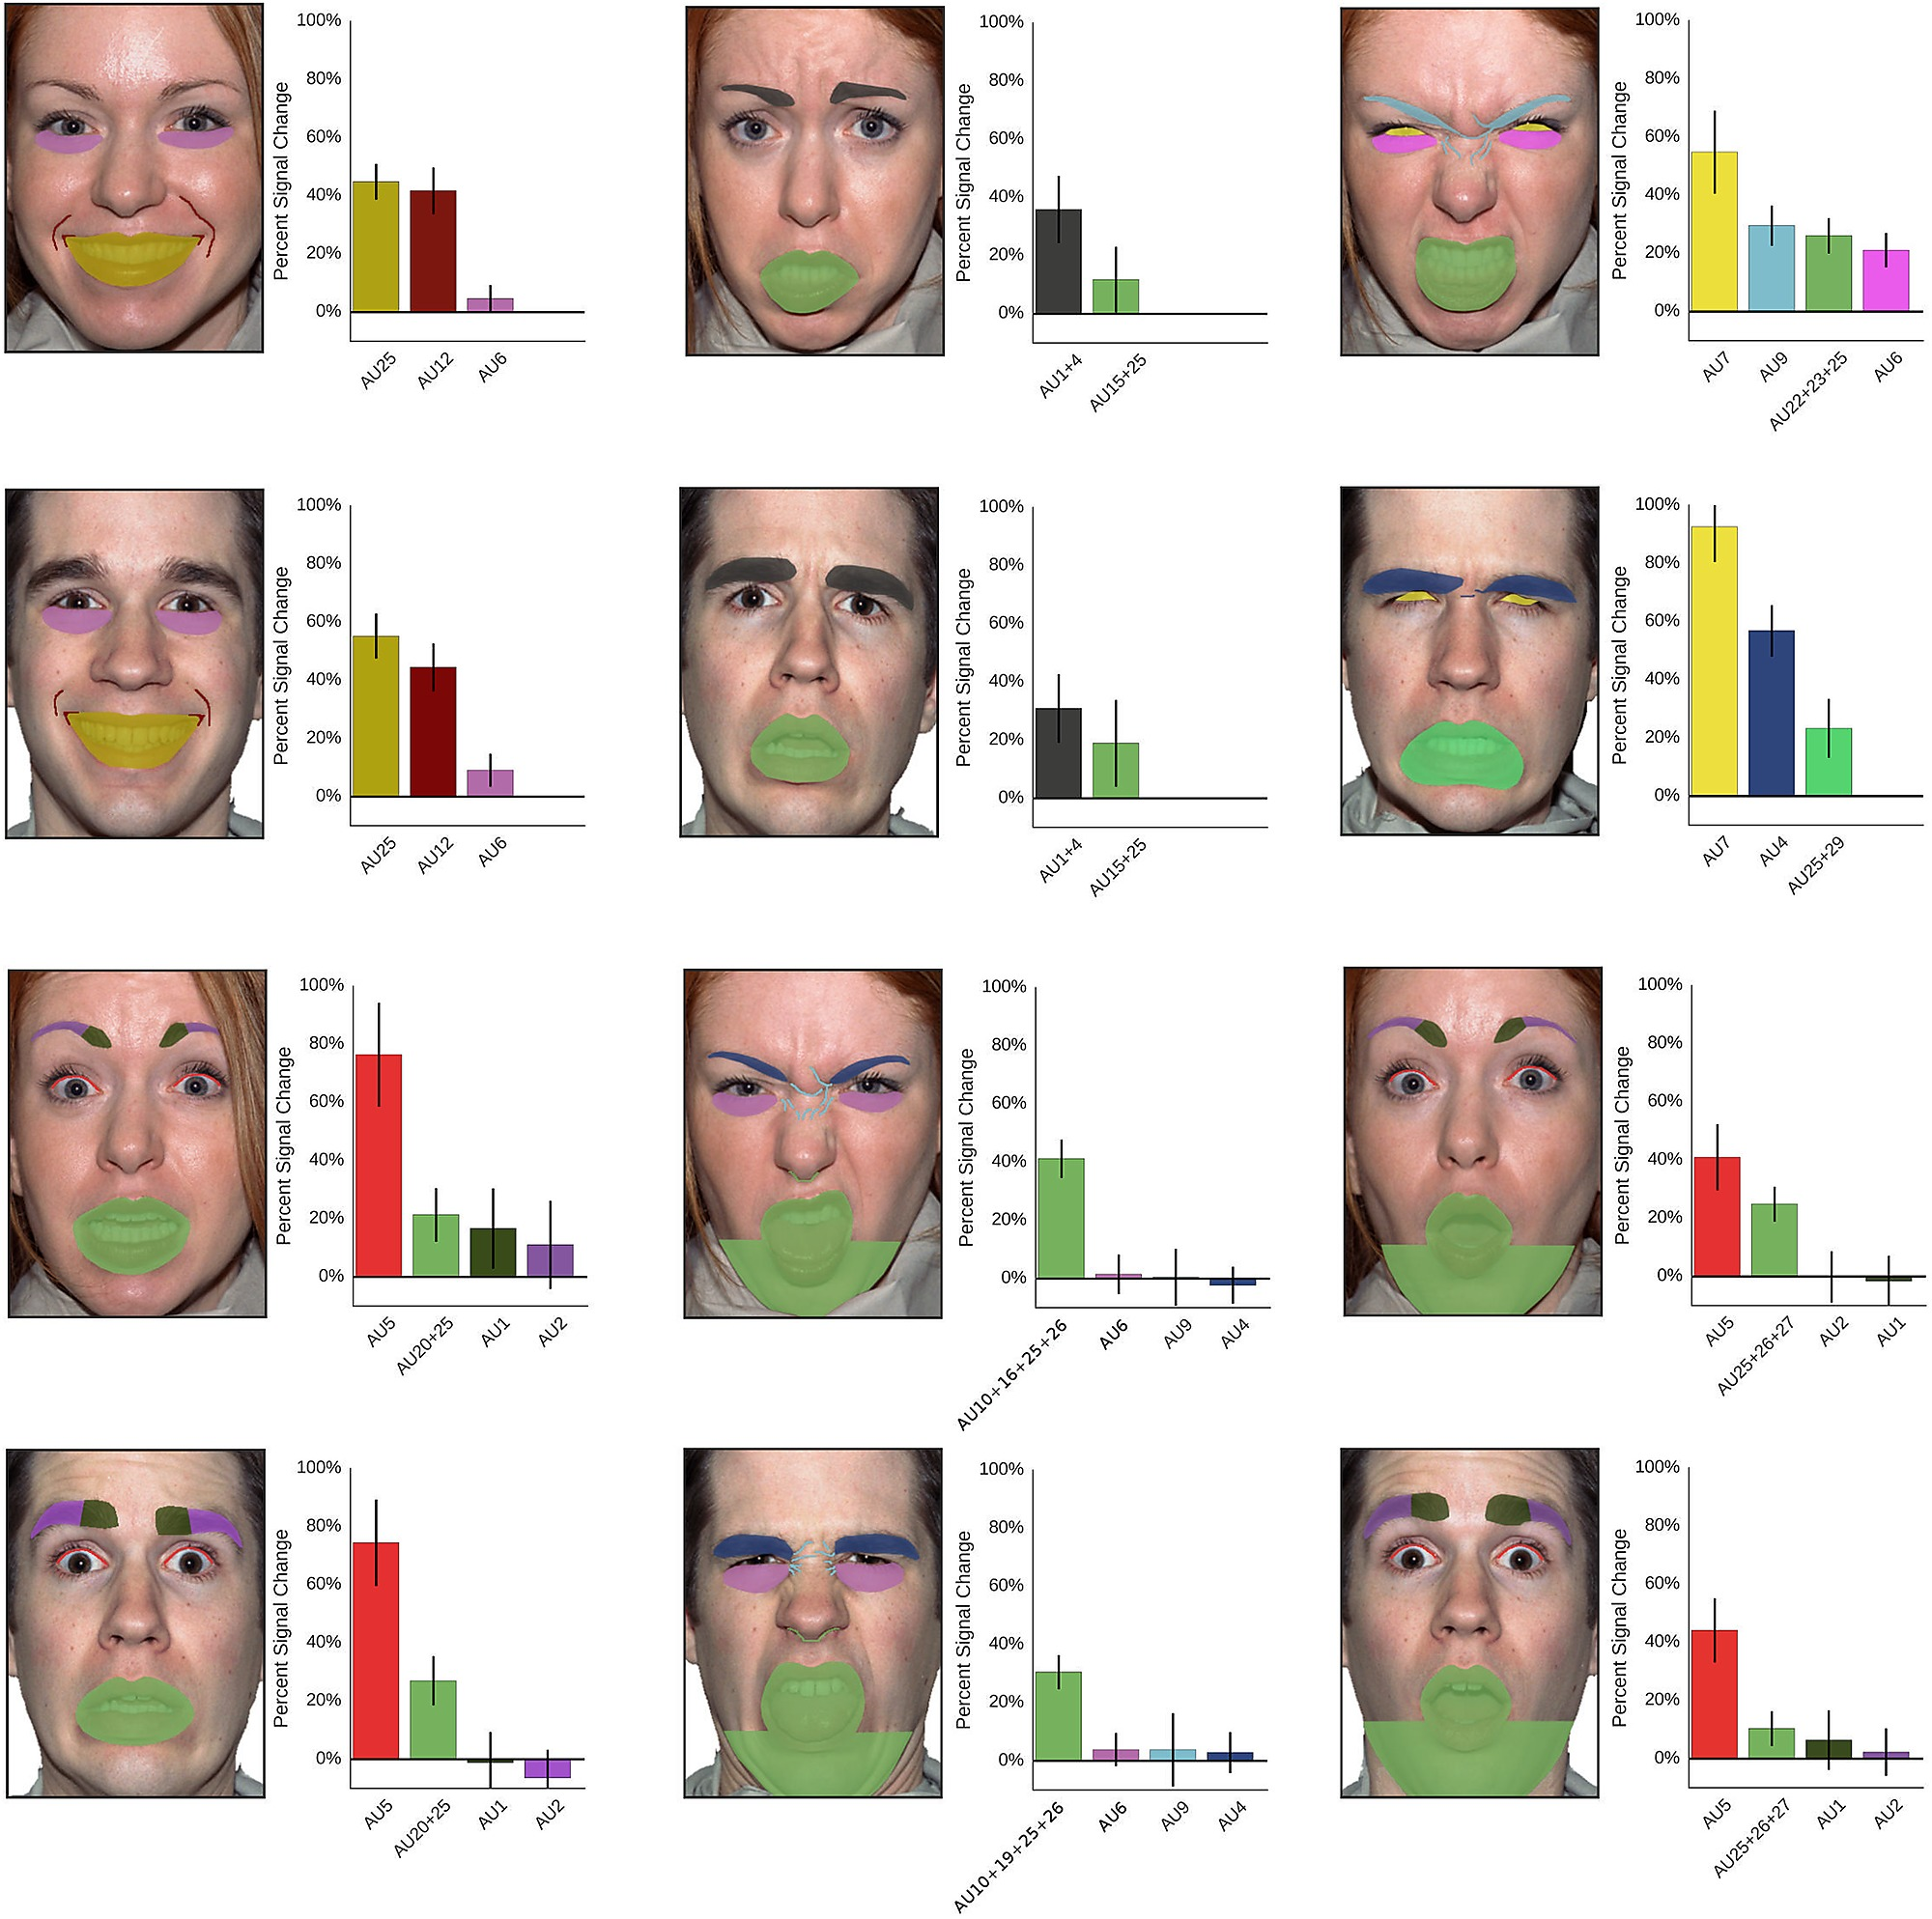 100%
80%
60%
40%
20%
0%
Percent Signal Change
AU25
AU12
AU6
100%
80%
60%
40%
20%
0%
Percent Signal Change
AU1+4
AU15+25
100%
80%
60%
40%
20%
0%
Percent Signal Change
AU7
AU9
AU22+23+25
AU6
100%
80%
60%
40%
20%
0%
Percent Signal Change
AU25
AU12
AU6
100%
80%
60%
40%
20%
0%
Percent Signal Change
AU1+4
AU15+25
100%
80%
60%
40%
20%
0%
Percent Signal Change
AU7
AU4
AU25+29
100%
80%
60%
40%
20%
0%
Percent Signal Change
AU5
AU20+25
AU1
AU2
100%
80%
60%
40%
20%
0%
Percent Signal Change
AU10+16+25+26
AU6
AU9
AU4
100%
80%
60%
40%
20%
0%
Percent Signal Change
AU5
AU25+26+27
AU2
AU1
100%
80%
60%
40%
20%
0%
Percent Signal Change
AU5
AU20+25
AU1
AU2
100%
80%
60%
40%
20%
0%
Percent Signal Change
AU10+19+25+26
AU6
AU9
AU4
100%
80%
60%
40%
20%
0%
Percent Signal Change
AU5
AU25+26+27
AU1
AU2